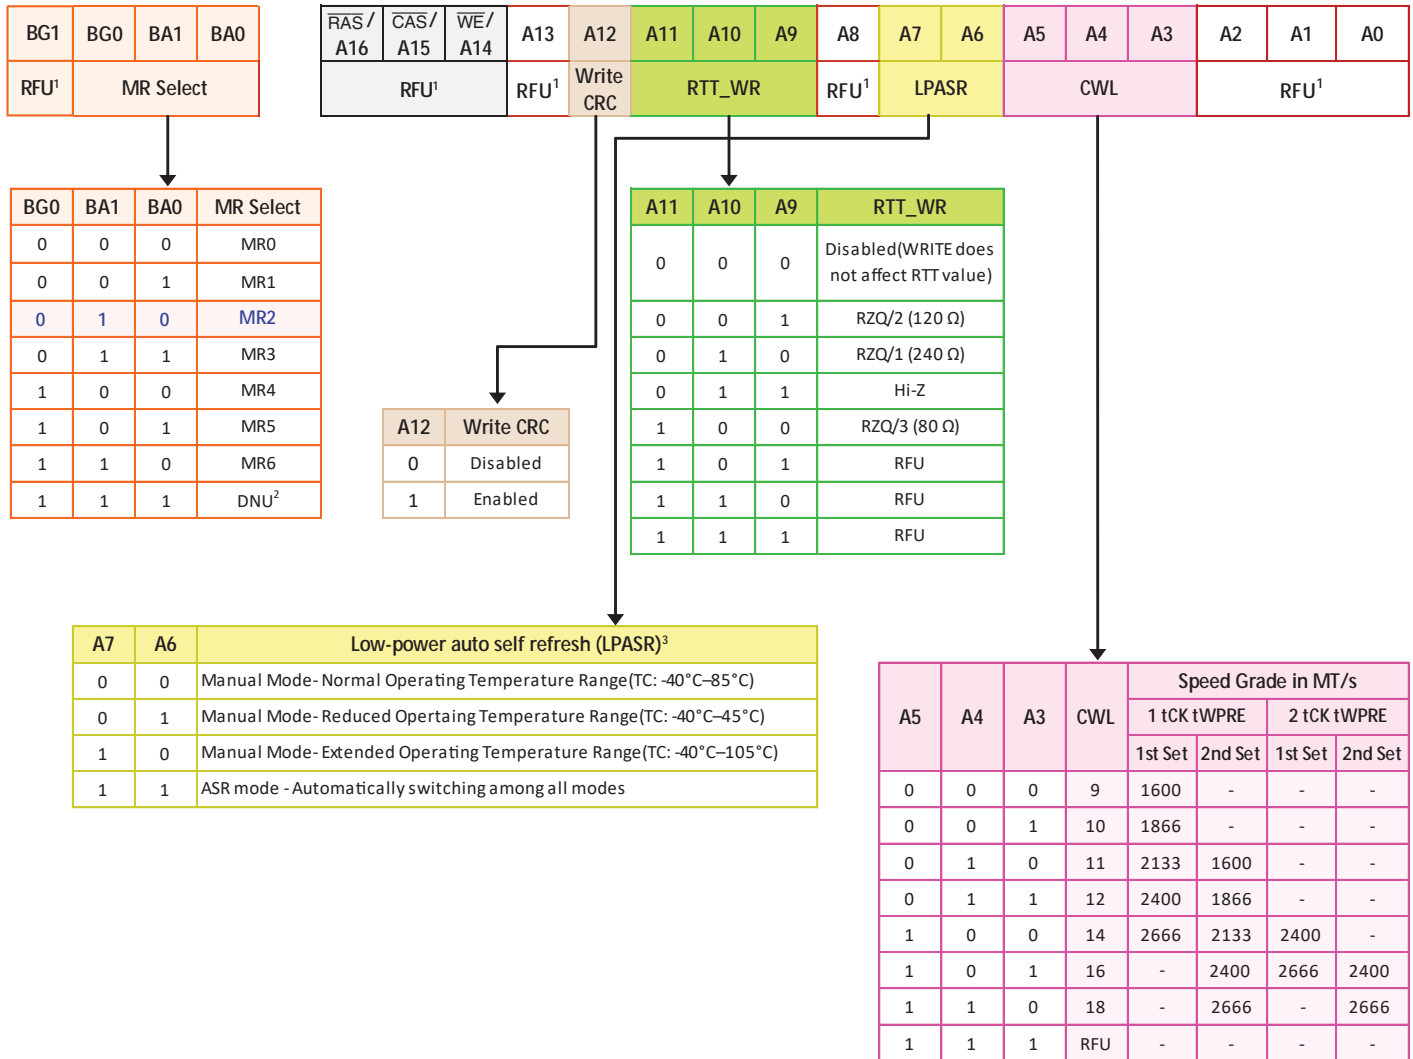 BG1 BG0 BA1 BA0
RFU¹ MR Select
RAS/ A16 CAS/ A15 WE/ A14 A13 A12 A11 A10 A9 A8 A7 A6 A5 A4 A3 A2 A1 A0
RFU¹ RFU¹ Write CRC RTT_WR RFU¹ LPASR CWL RFU¹
BG0 BA1 BA0 MR Select
0 0 0 MR0
0 0 1 MR1
0 1 0 MR2
0 1 1 MR3
1 0 0 MR4
1 0 1 MR5
1 1 0 MR6
1 1 1 DNU²
A12 Write CRC
0 Disabled
1 Enabled
A11 A10 A9 RTT_WR
0 0 0 Disabled(WRITE does
not affect RTT value)
0 0 1 RZQ/2 (120 Ω)
0 1 0 RZQ/1 (240 Ω)
0 1 1 Hi-Z
1 0 0 RZQ/3 (80 Ω)
1 0 1 RFU
1 1 0 RFU
1 1 1 RFU
A7 A6 Low-power auto self refresh (LPASR)³
0 0 Manual Mode- Normal Operating Temperature Range(TC: -40°C–85°C)
0 1 Manual Mode- Reduced Opertaing Temperature Range(TC: -40°C–45°C)
1 0 Manual Mode- Extended Operating Temperature Range(TC: -40°C–105°C)
1 1 ASR mode - Automatically switching among all modes
Speed Grade in MT/s
A5 A4 A3 CWL 1 tCK tWPRE 2 tCK tWPRE
1st Set 2nd Set 1st Set 2nd Set
0 0 0 9 1600 - - -
0 0 1 10 1866 - - -
0 1 0 11 2133 1600 - -
0 1 1 12 2400 1866 - -
1 0 0 14 2666 2133 2400 -
1 0 1 16 - 2400 2666 2400
1 1 0 18 - 2666 - 2666
1 1 1 RFU - - - -